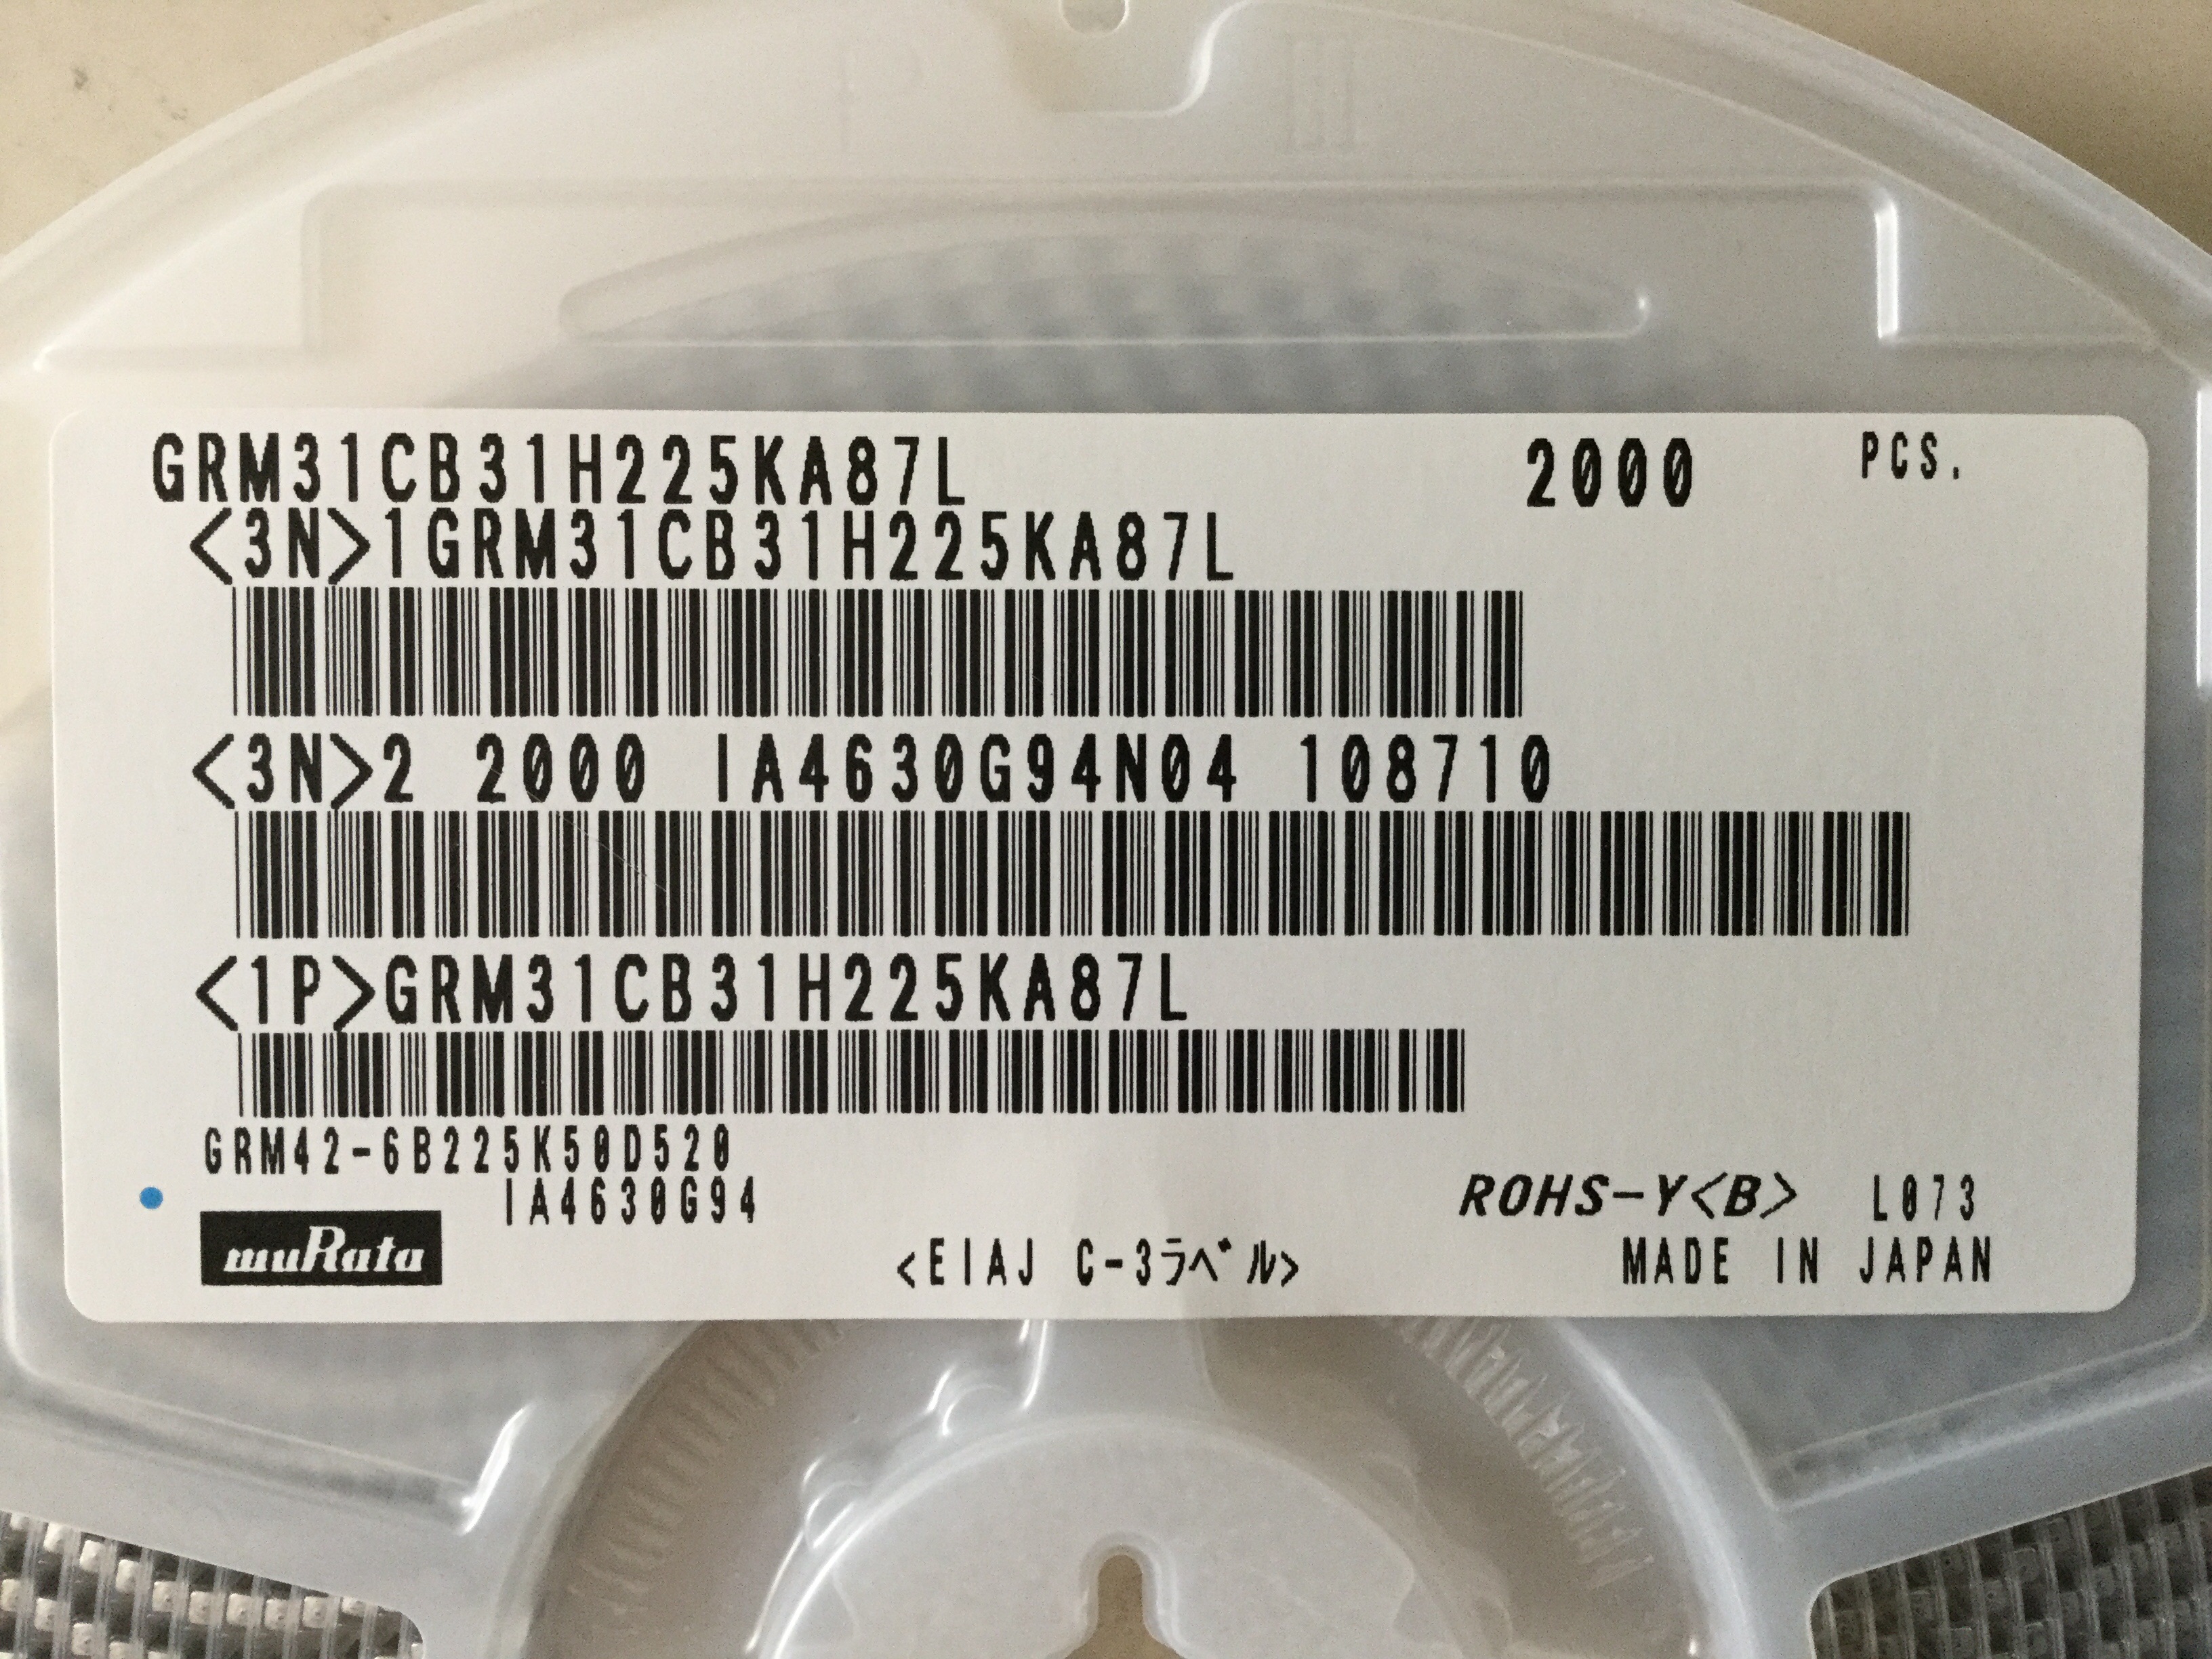 GRM31CB31H225KA87L 2000 PCS.
<3N>1GRM31CB31H225KA87L
<3N>2 2000 IA4630G94N04 108710
<1P>GRM31CB31H225KA87L
GRM42-6B225K50D520
IA4630G94
ROHS-Y<B> L073
muRata
<EIAJ C-3ラベル>
MADE IN JAPAN